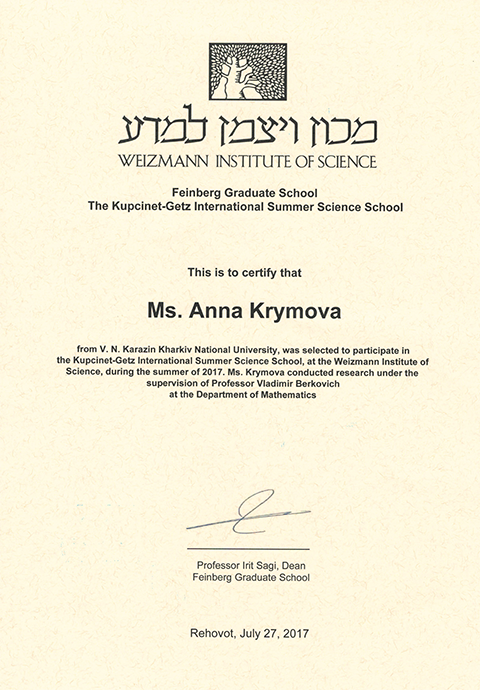 מכון ויצמן למדע
WEIZMANN INSTITUTE OF SCIENCE
Feinberg Graduate School
The Kupcinet-Getz International Summer Science School
This is to certify that
Ms. Anna Krymova
from V. N. Karazin Kharkiv National University, was selected to participate in
the Kupcinet-Getz International Summer Science School, at the Weizmann Institute of
Science, during the summer of 2017. Ms. Krymova conducted research under the
supervision of Professor Vladimir Berkovich
at the Department of Mathematics
Professor Irit Sagi, Dean
Feinberg Graduate School
Rehovot, July 27, 2017